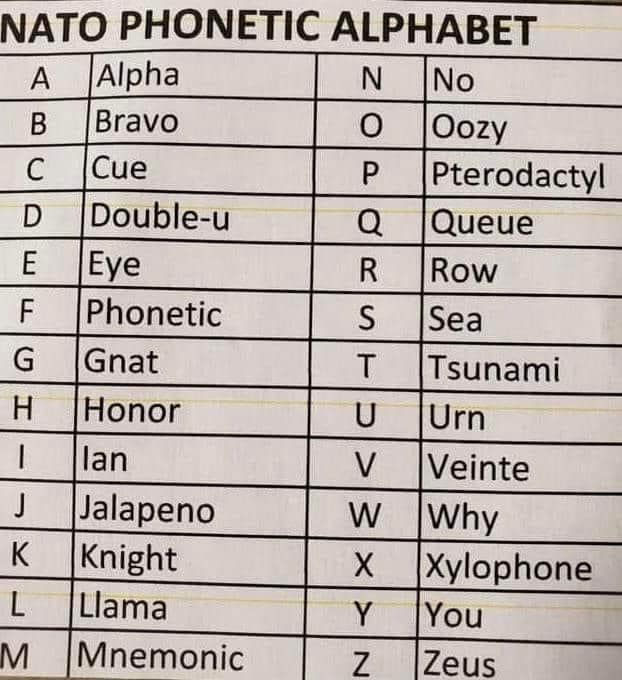 NATO PHONETIC ALPHABET
A Alpha N No
B Bravo O Oozy
C Cue P Pterodactyl
D Double-u Q Queue
E Eye R Row
F Phonetic S Sea
G Gnat T Tsunami
H Honor U Urn
I Ian V Veinte
J Jalapeno W Why
K Knight X Xylophone
L Llama Y You
M Mnemonic Z Zeus